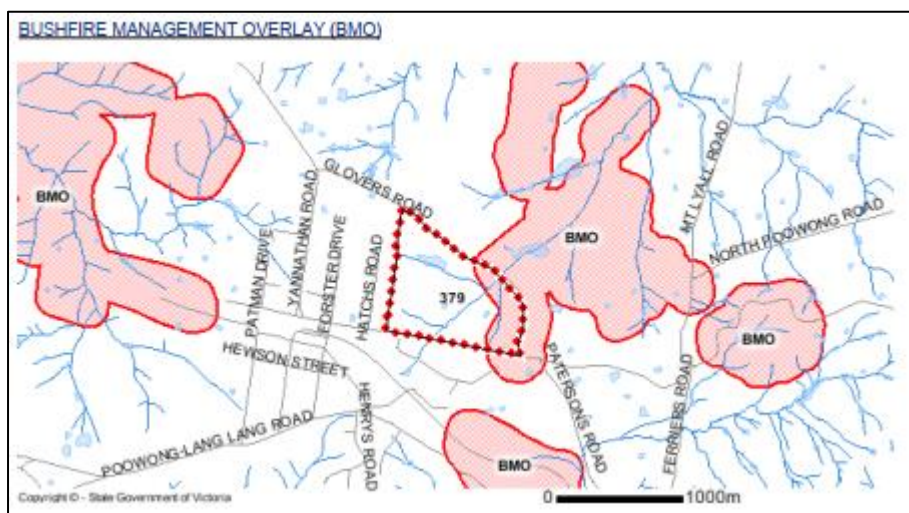 BUSHFIRE MANAGEMENT OVERLAY (BMO)
GLOVERS ROAD
MT LYALL ROAD
BMO
YANNATHAN ROAD
NORTH POOWONG ROAD
BMO
PATMAN DRIVE
FORSTER DRIVE
HATCHS ROAD
379
HEWSON STREET
BMO
PATERSONS ROAD
HENRYS ROAD
FERRIERS ROAD
POOWONG-LANG LANG ROAD
BMO
Copyright © - State Government of Victoria
0 1000m